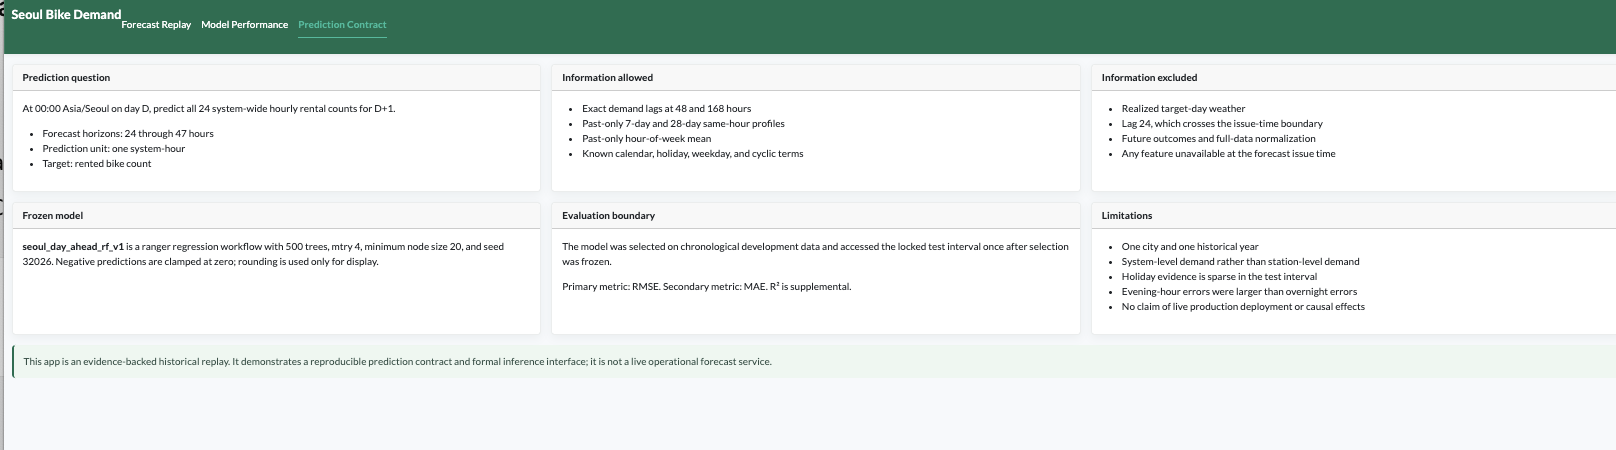 Seoul Bike Demand
Forecast Replay Model Performance Prediction Contract
Prediction question
At 00:00 Asia/Seoul on day D, predict all 24 system-wide hourly rental counts for D+1.
• Forecast horizons: 24 through 47 hours
• Prediction unit: one system-hour
• Target: rented bike count
Information allowed
• Exact demand lags at 48 and 168 hours
• Past-only 7-day and 28-day same-hour profiles
• Past-only hour-of-week mean
• Known calendar, holiday, weekday, and cyclic terms
Information excluded
• Realized target-day weather
• Lag 24, which crosses the issue-time boundary
• Future outcomes and full-data normalization
• Any feature unavailable at the forecast issue time
Frozen model
seoul_day_ahead_rf_v1 is a ranger regression workflow with 500 trees, mtry 4, minimum node size 20, and seed
32026. Negative predictions are clamped at zero; rounding is used only for display.
Evaluation boundary
The model was selected on chronological development data and accessed the locked test interval once after selection
was frozen.
Primary metric: RMSE. Secondary metric: MAE. R² is supplemental.
Limitations
• One city and one historical year
• System-level demand rather than station-level demand
• Holiday evidence is sparse in the test interval
• Evening-hour errors were larger than overnight errors
• No claim of live production deployment or causal effects
This app is an evidence-backed historical replay. It demonstrates a reproducible prediction contract and formal inference interface; it is not a live operational forecast service.